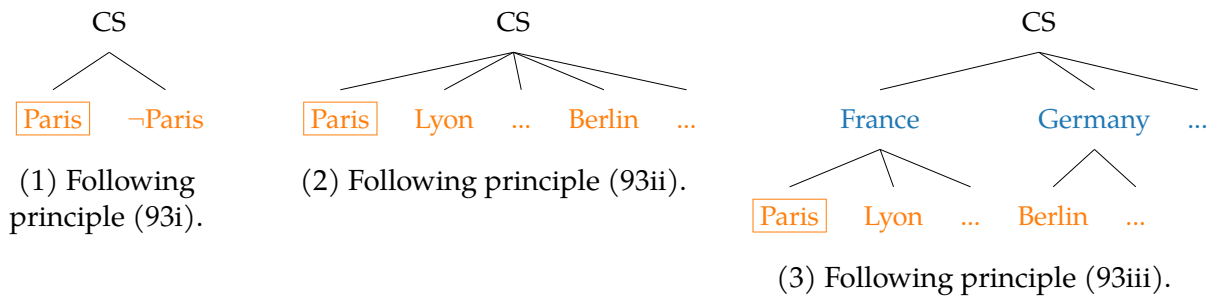 CS
Paris ¬Paris
(1) Following
principle (93i).
CS
Paris Lyon ... Berlin ...
(2) Following principle (93ii).
CS
France Germany ...
Paris Lyon ... Berlin ...
(3) Following principle (93iii).